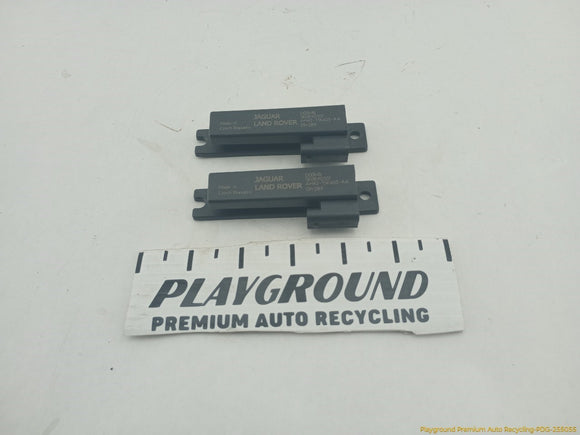 JAGUAR
LAND ROVER
Made in
Czech Republic
JAGUAR
LAND ROVER
Made in
Czech Republic
PLAYGROUND
PREMIUM AUTO RECYCLING
Playground Premium Auto Recycling-PDG-255055